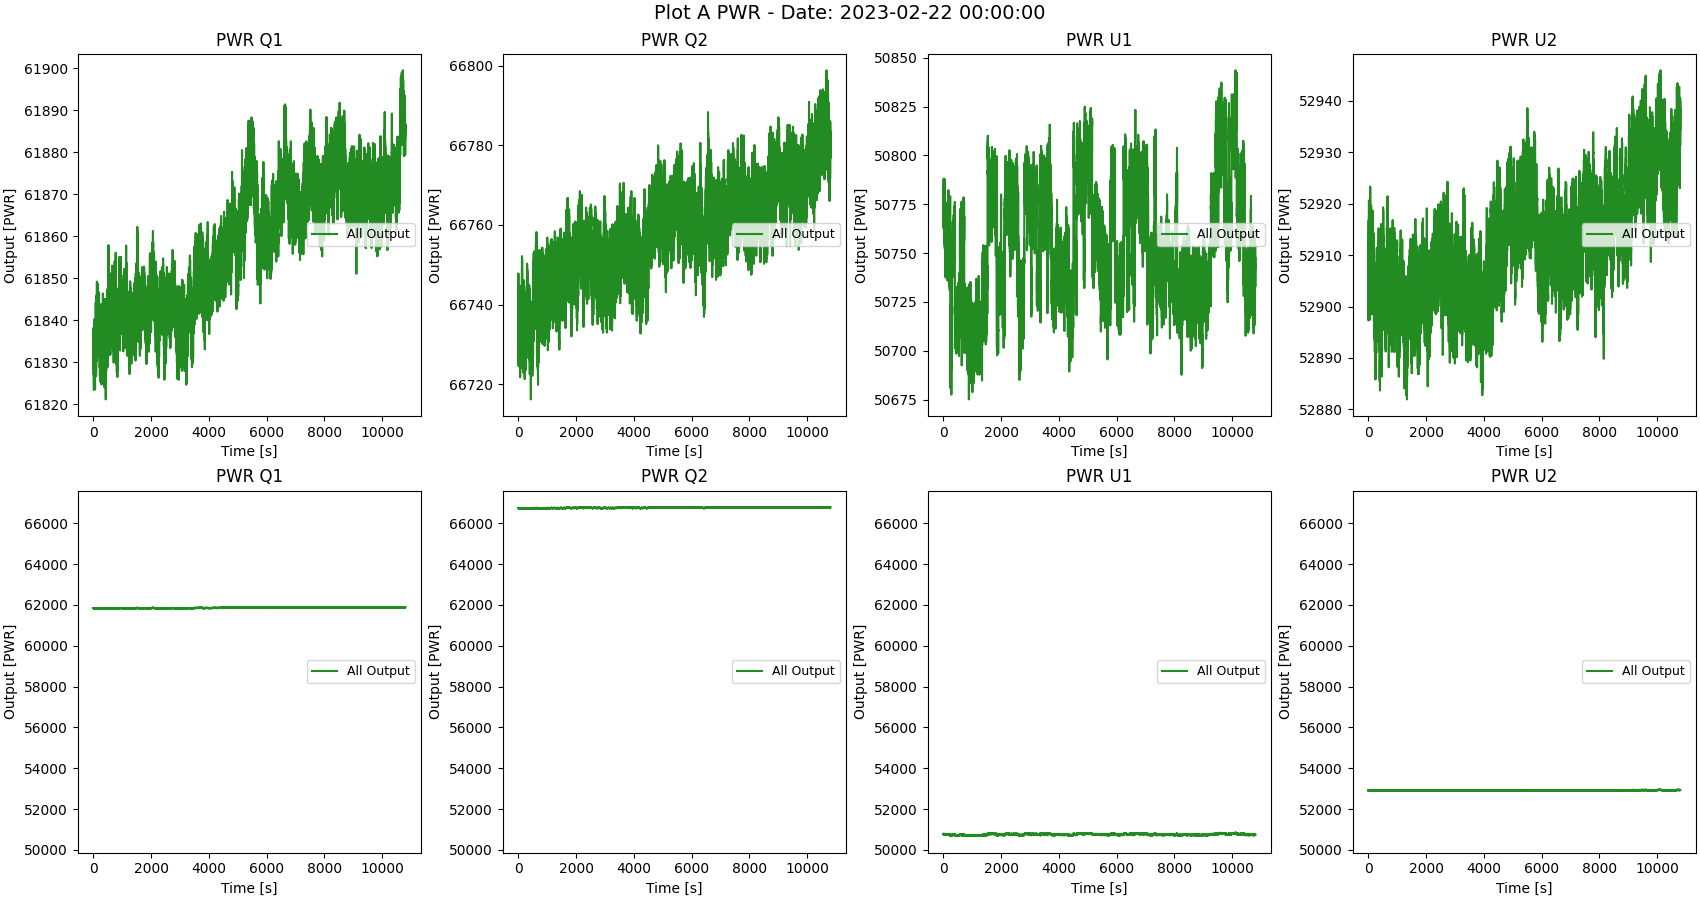 Plot A PWR - Date: 2023-02-22 00:00:00
PWR Q1
61900
61890
61880
61870
61860
61850
61840
61830
61820
Output [PWR]
All Output
0 2000 4000 6000 8000 10000
Time [s]
PWR Q2
66800
66780
66760
66740
66720
Output [PWR]
All Output
0 2000 4000 6000 8000 10000
Time [s]
PWR U1
50850
50825
50800
50775
50750
50725
50700
50675
Output [PWR]
All Output
0 2000 4000 6000 8000 10000
Time [s]
PWR U2
52940
52930
52920
52910
52900
52890
52880
Output [PWR]
All Output
0 2000 4000 6000 8000 10000
Time [s]
PWR Q1
66000
64000
62000
60000
58000
56000
54000
52000
50000
Output [PWR]
All Output
0 2000 4000 6000 8000 10000
Time [s]
PWR Q2
66000
64000
62000
60000
58000
56000
54000
52000
50000
Output [PWR]
All Output
0 2000 4000 6000 8000 10000
Time [s]
PWR U1
66000
64000
62000
60000
58000
56000
54000
52000
50000
Output [PWR]
All Output
0 2000 4000 6000 8000 10000
Time [s]
PWR U2
66000
64000
62000
60000
58000
56000
54000
52000
50000
Output [PWR]
All Output
0 2000 4000 6000 8000 10000
Time [s]